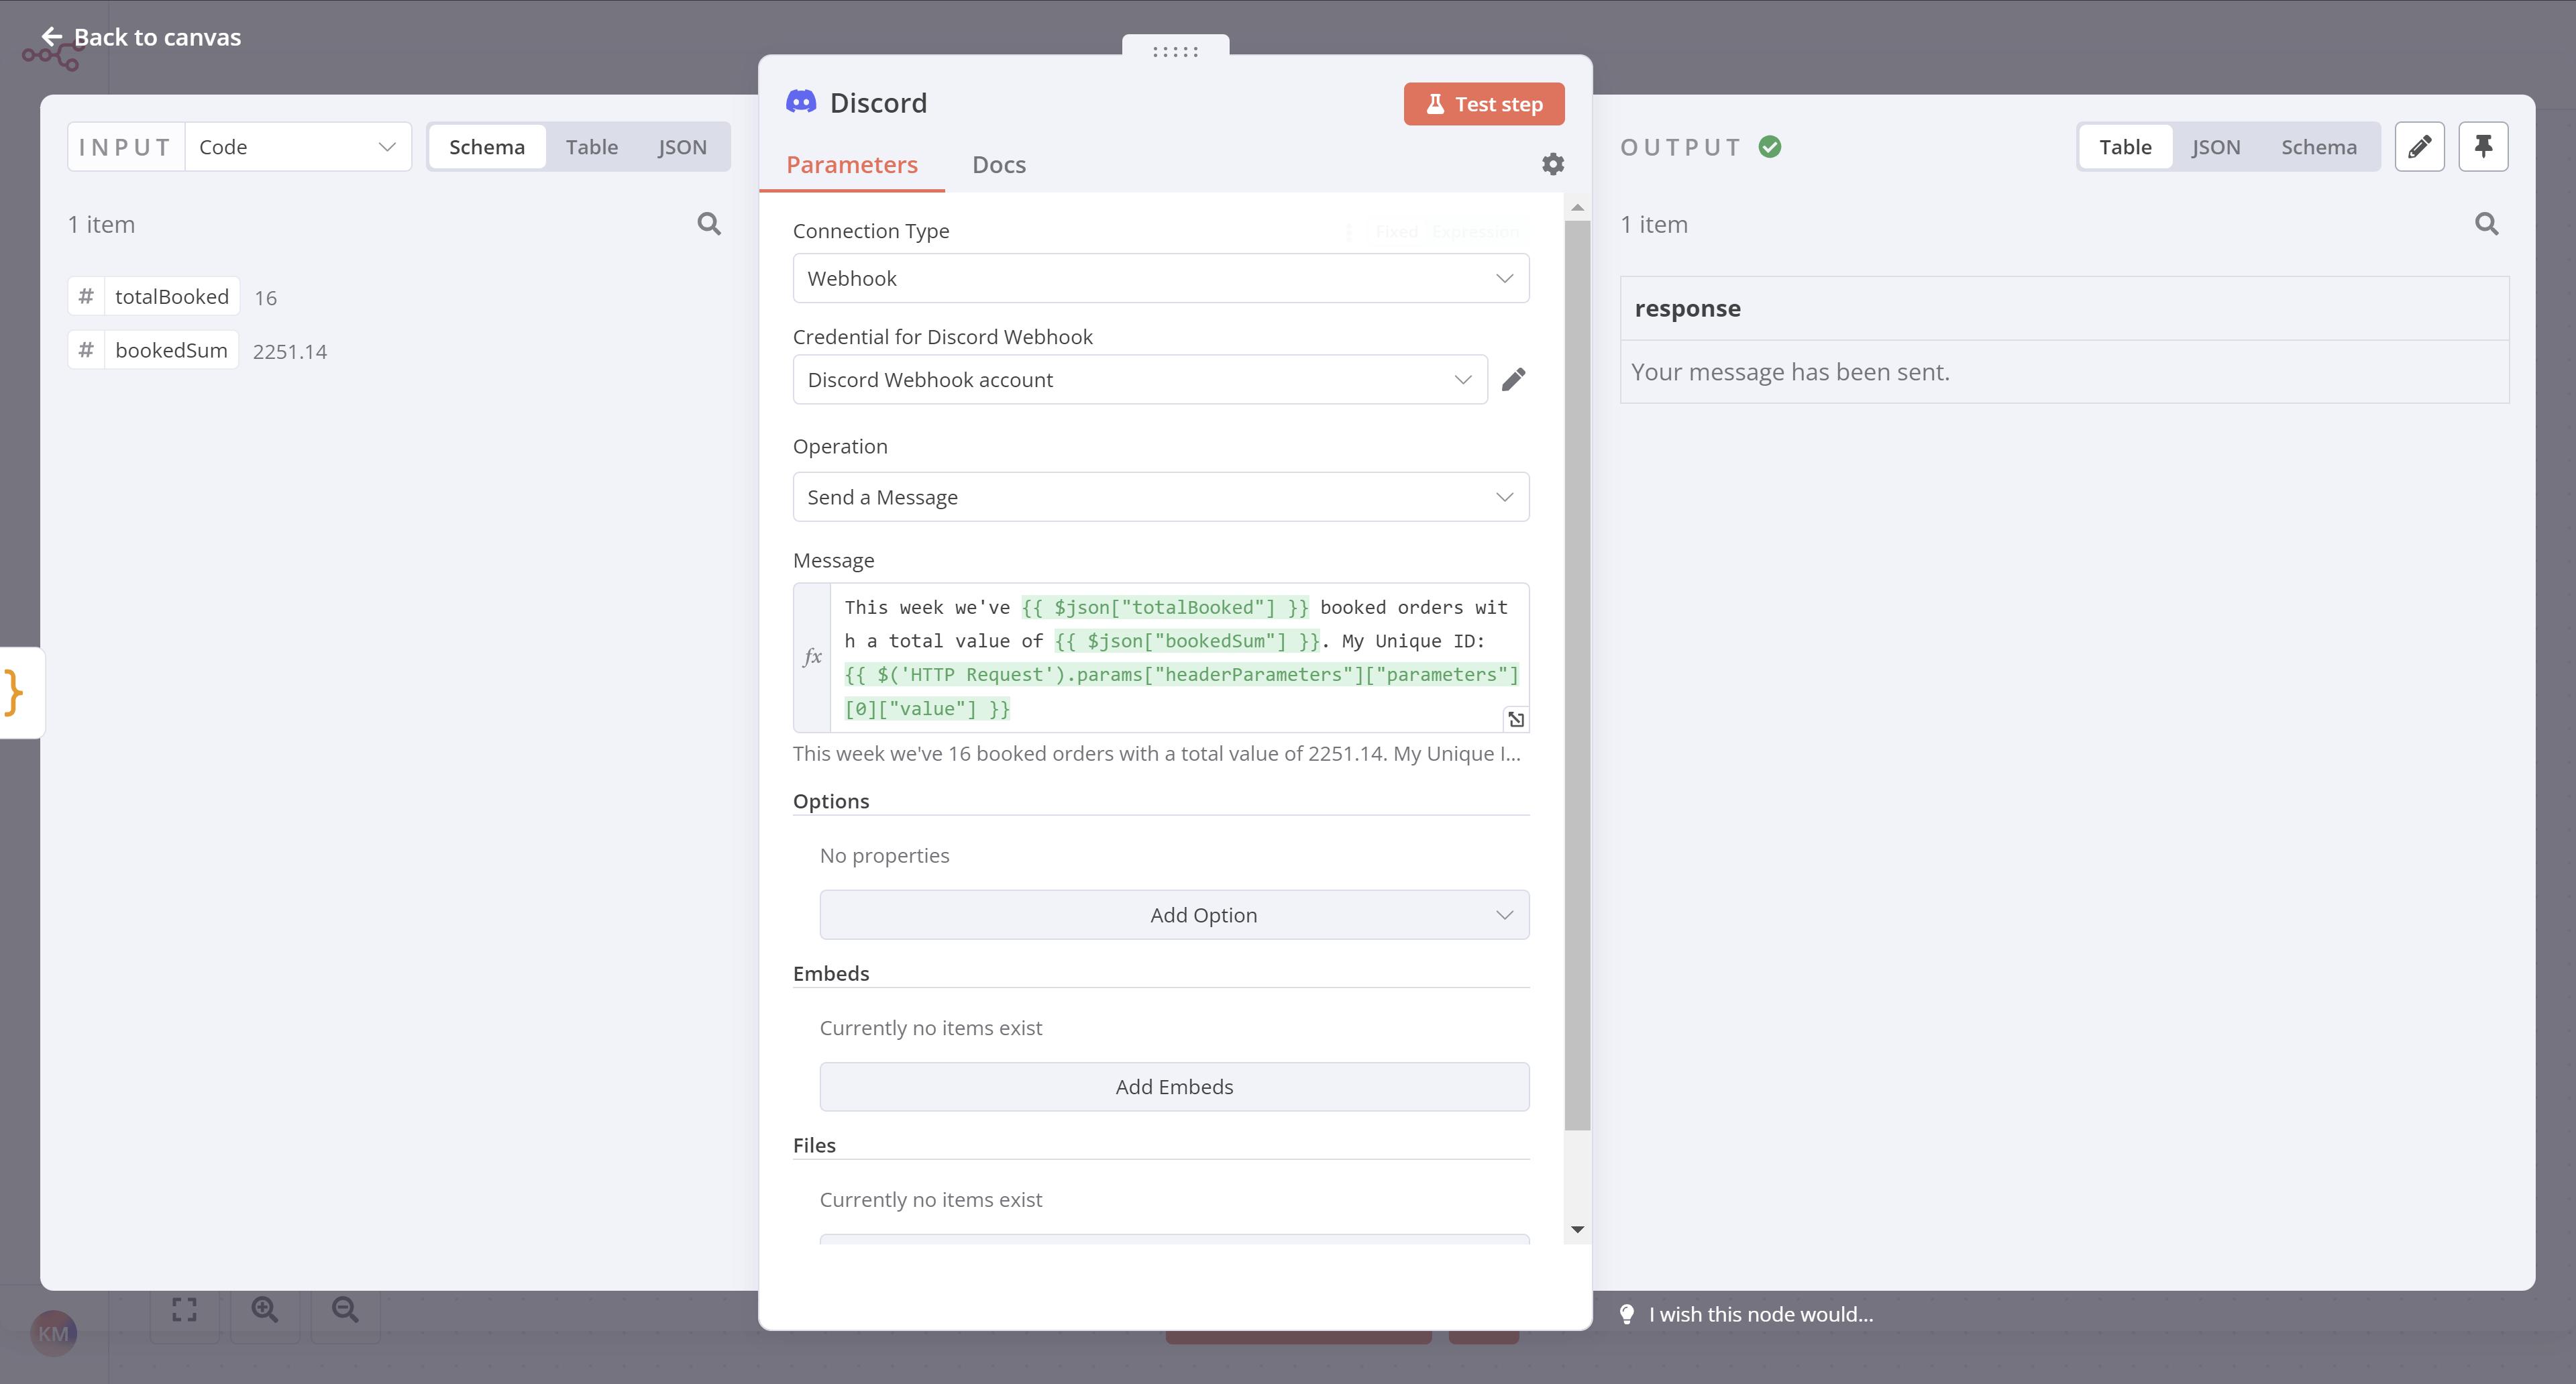 Back to canvas
INPUT
Code
Schema
Table
JSON
1 item
# totalBooked 16
# bookedSum 2251.14
}
Discord
Test step
Parameters
Docs
Connection Type
Fixed Expression
Webhook
Credential for Discord Webhook
Discord Webhook account
Operation
Send a Message
Message
fx
This week we've {{ $json["totalBooked"] }} booked orders wit
h a total value of {{ $json["bookedSum"] }}. My Unique ID:
{{ $('HTTP Request').params["headerParameters"]["parameters"]
[0]["value"] }}
This week we've 16 booked orders with a total value of 2251.14. My Unique I...
Options
No properties
Add Option
Embeds
Currently no items exist
Add Embeds
Files
Currently no items exist
OUTPUT
Table
JSON
Schema
1 item
response
Your message has been sent.
I wish this node would...
KM